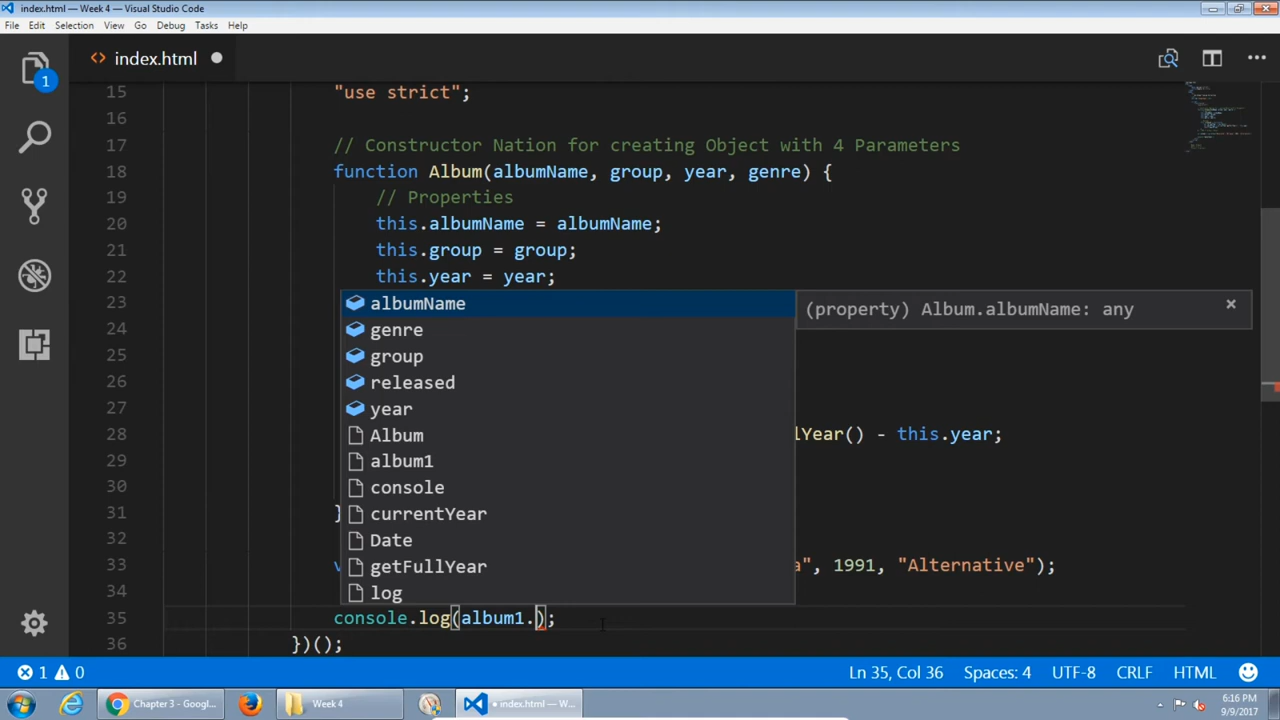 index.html — Week 4 — Visual Studio Code
File Edit Selection View Go Debug Tasks Help
1
index.html
15 "use strict";
16
17 // Constructor Nation for creating Object with 4 Parameters
18 function Album(albumName, group, year, genre) {
19 // Properties
20 this.albumName = albumName;
21 this.group = group;
22 this.year = year;
23 albumName (property) Album.albumName: any ×
24 genre
25 group
26 released
27 year
28 Album lYear() - this.year;
29 album1
30 console
31 } currentYear
32 Date
33 v getFullYear a", 1991, "Alternative");
34 log
35 console.log(album1.);
36 })();
1 0 Ln 35, Col 36 Spaces: 4 UTF-8 CRLF HTML
Chapter 3 - Googl... Week 4 • index.html — W... 6:16 PM
9/9/2017